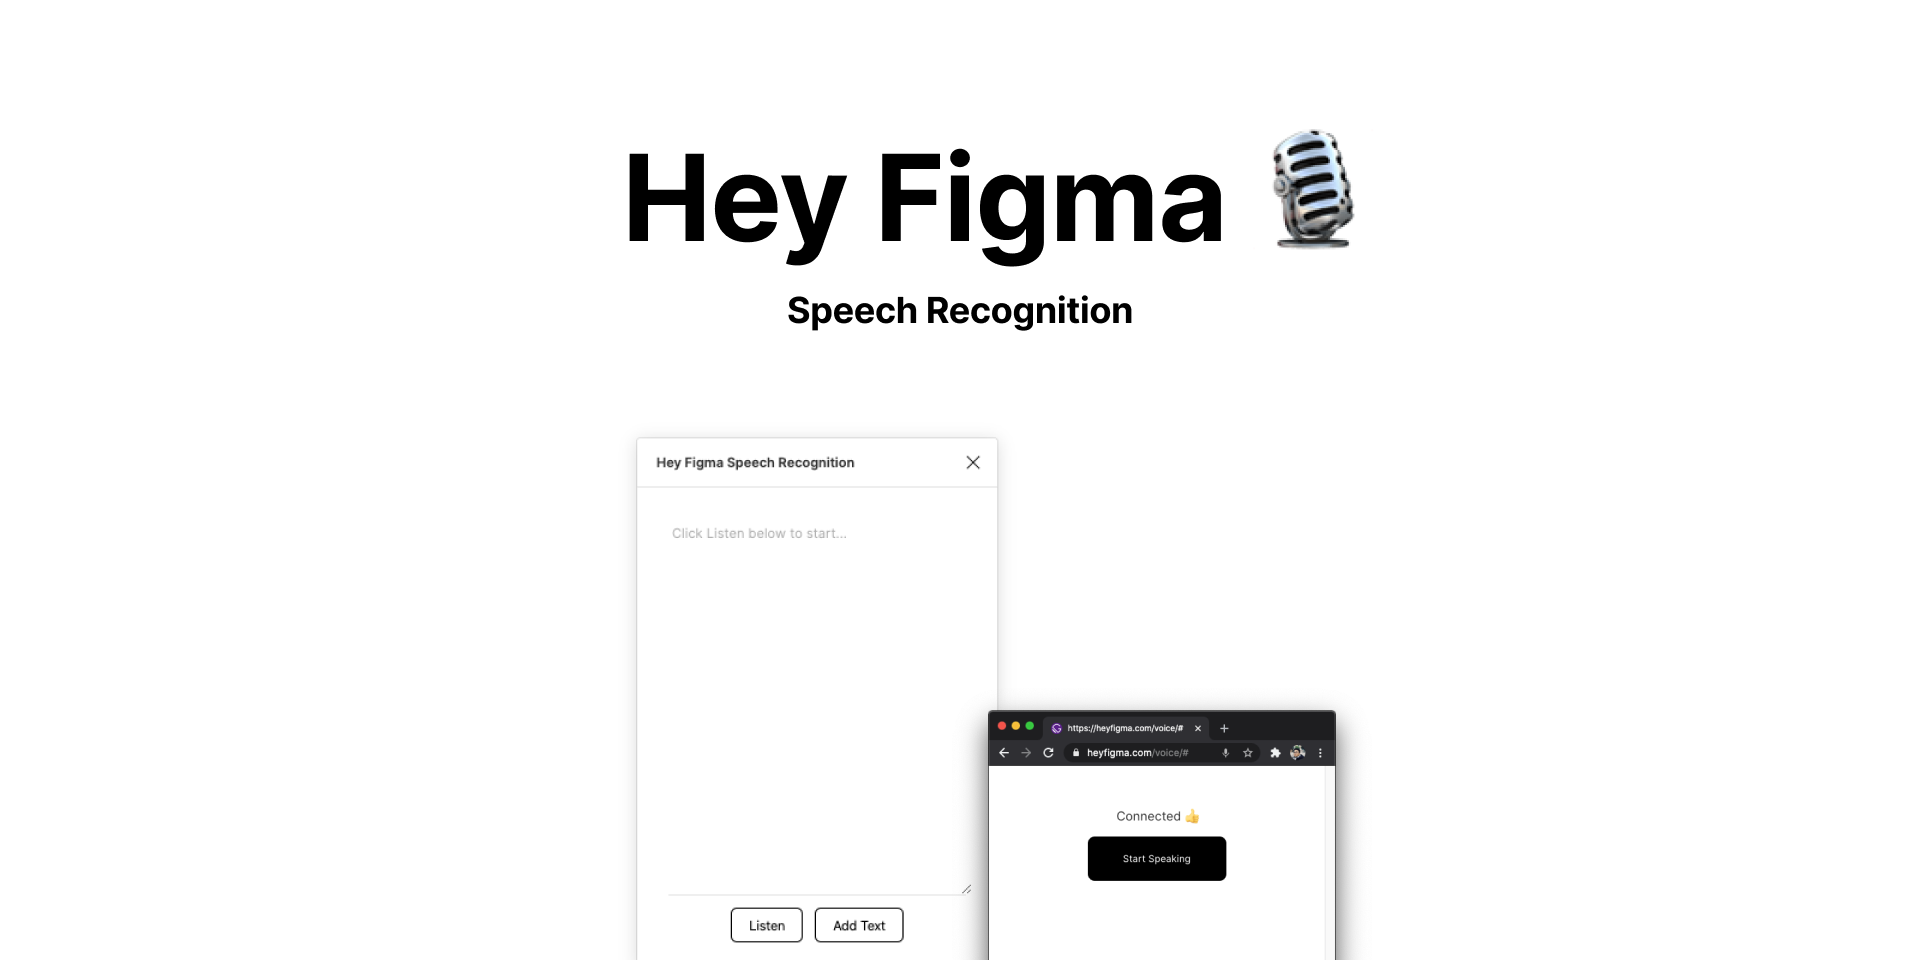 Hey Figma
Speech Recognition
Hey Figma Speech Recognition
Click Listen below to start...
Listen
Add Text
https://heyfigma.com/voice/#
heyfigma.com/voice/#
Connected 👍
Start Speaking